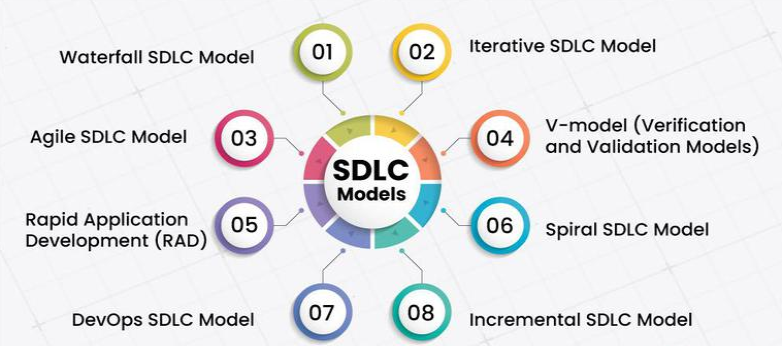 Waterfall SDLC Model
01
02
Iterative SDLC Model
Agile SDLC Model
03
04
V-model (Verification
and Validation Models)
SDLC
Models
Rapid Application
Development (RAD)
05
06
Spiral SDLC Model
DevOps SDLC Model
07
08
Incremental SDLC Model